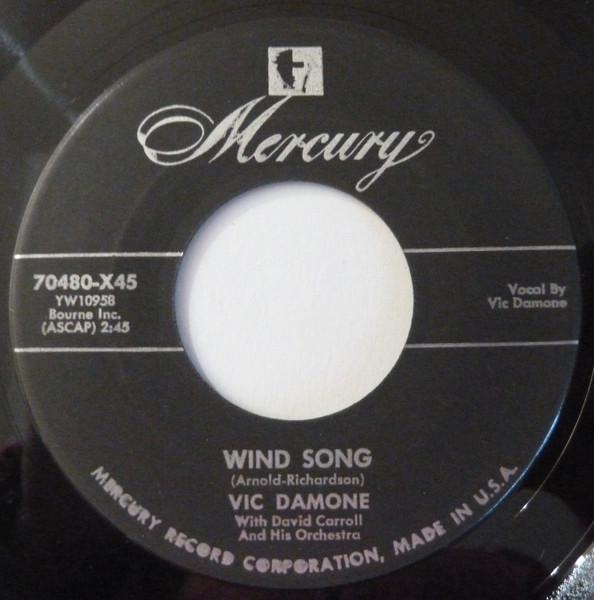 Mercury
70480-X45
YW10958
Bourne Inc.
(ASCAP) 2:45
Vocal By
Vic Damone
WIND SONG
(Arnold-Richardson)
VIC DAMONE
With David Carroll
And His Orchestra
MERCURY RECORD CORPORATION, MADE IN U.S.A.